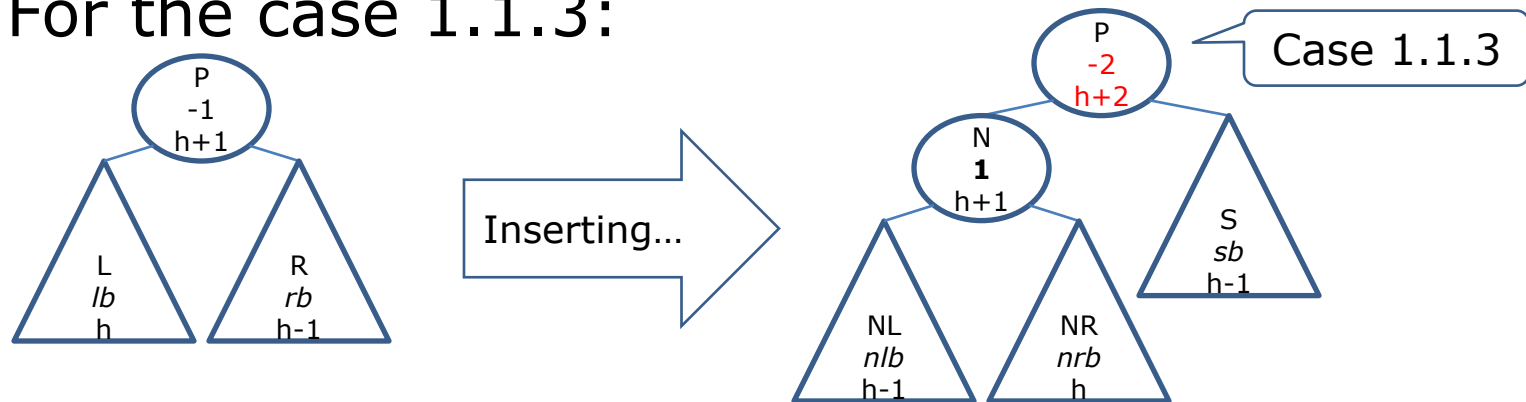 For the case 1.1.3:
P
-1
h+1
L
lb
h
R
rb
h-1
Inserting...
P
-2
h+2
Case 1.1.3
N
1
h+1
S
sb
h-1
NL
nlb
h-1
NR
nrb
h